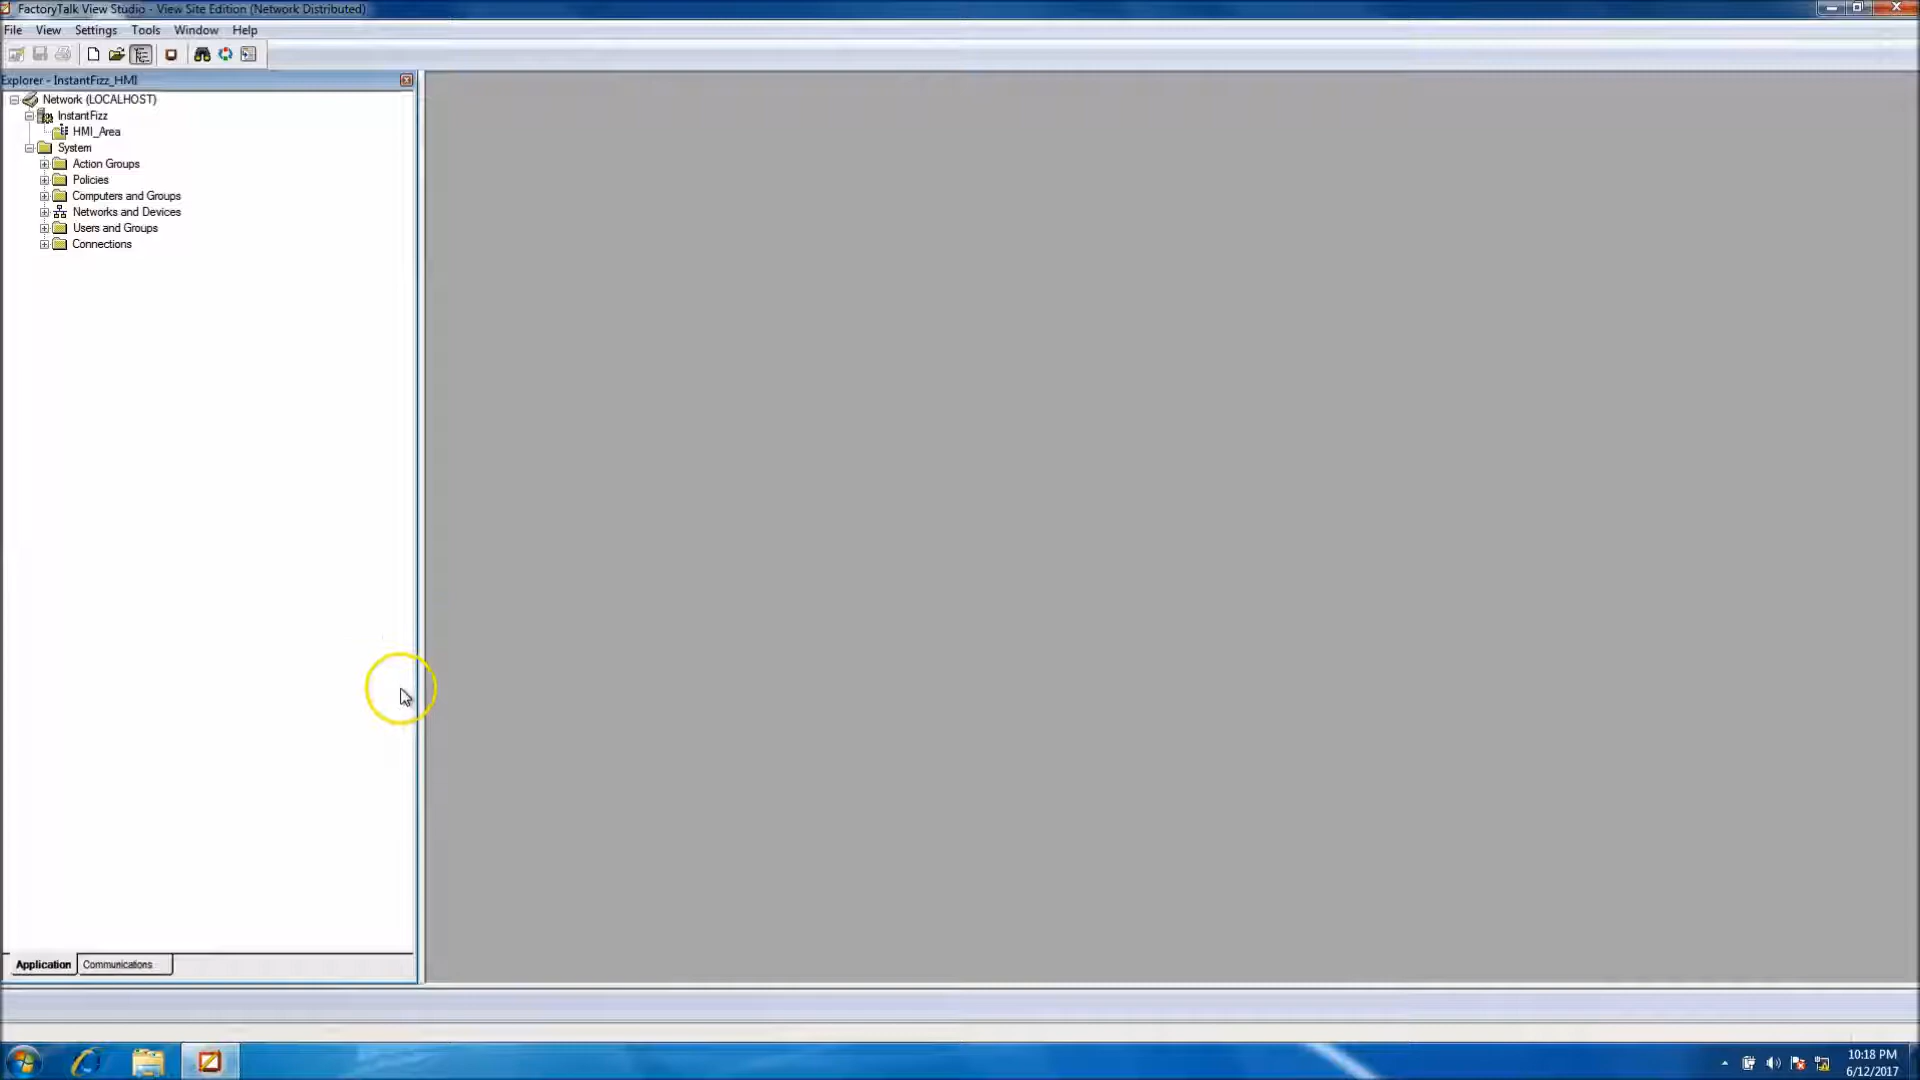 FactoryTalk View Studio - View Site Edition (Network Distributed)
File View Settings Tools Window Help
Explorer - InstantFizz_HMI
Network (LOCALHOST)
InstantFizz
HMI_Area
System
Action Groups
Policies
Computers and Groups
Networks and Devices
Users and Groups
Connections
Application Communications
10:18 PM
6/12/2017